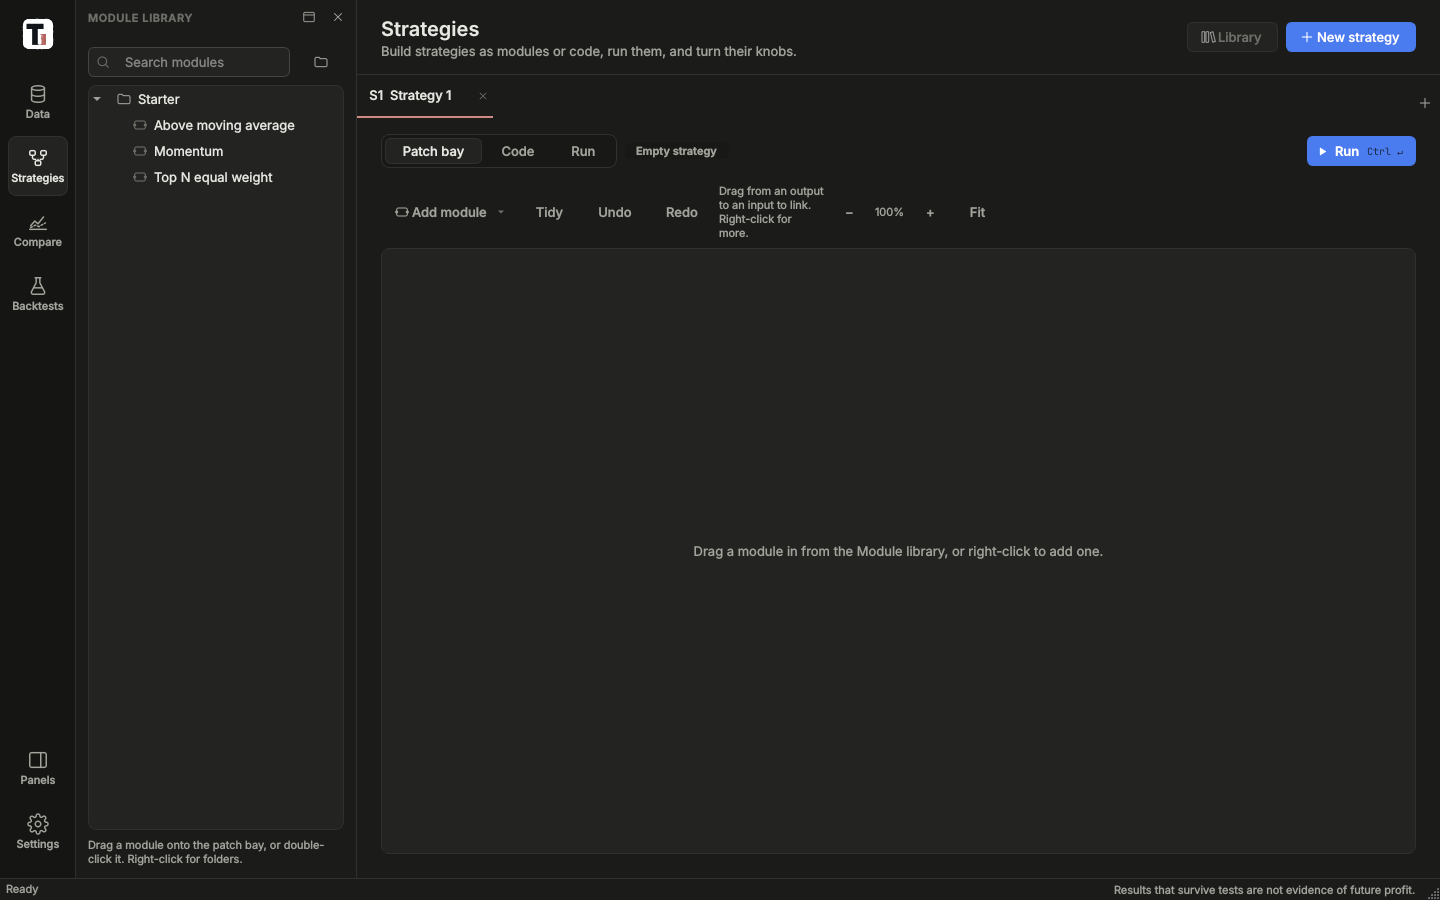 T
MODULE LIBRARY
Search modules
Starter
Above moving average
Momentum
Top N equal weight
Drag a module onto the patch bay, or double-
click it. Right-click for folders.
Data
Strategies
Compare
Backtests
Panels
Settings
Strategies
Build strategies as modules or code, run them, and turn their knobs.
Library
+ New strategy
S1 Strategy 1
Patch bay
Code
Run
Empty strategy
Run Ctrl ↵
Add module
Tidy
Undo
Redo
Drag from an output
to an input to link.
Right-click for
more.
− 100% +
Fit
Drag a module in from the Module library, or right-click to add one.
Ready
Results that survive tests are not evidence of future profit.